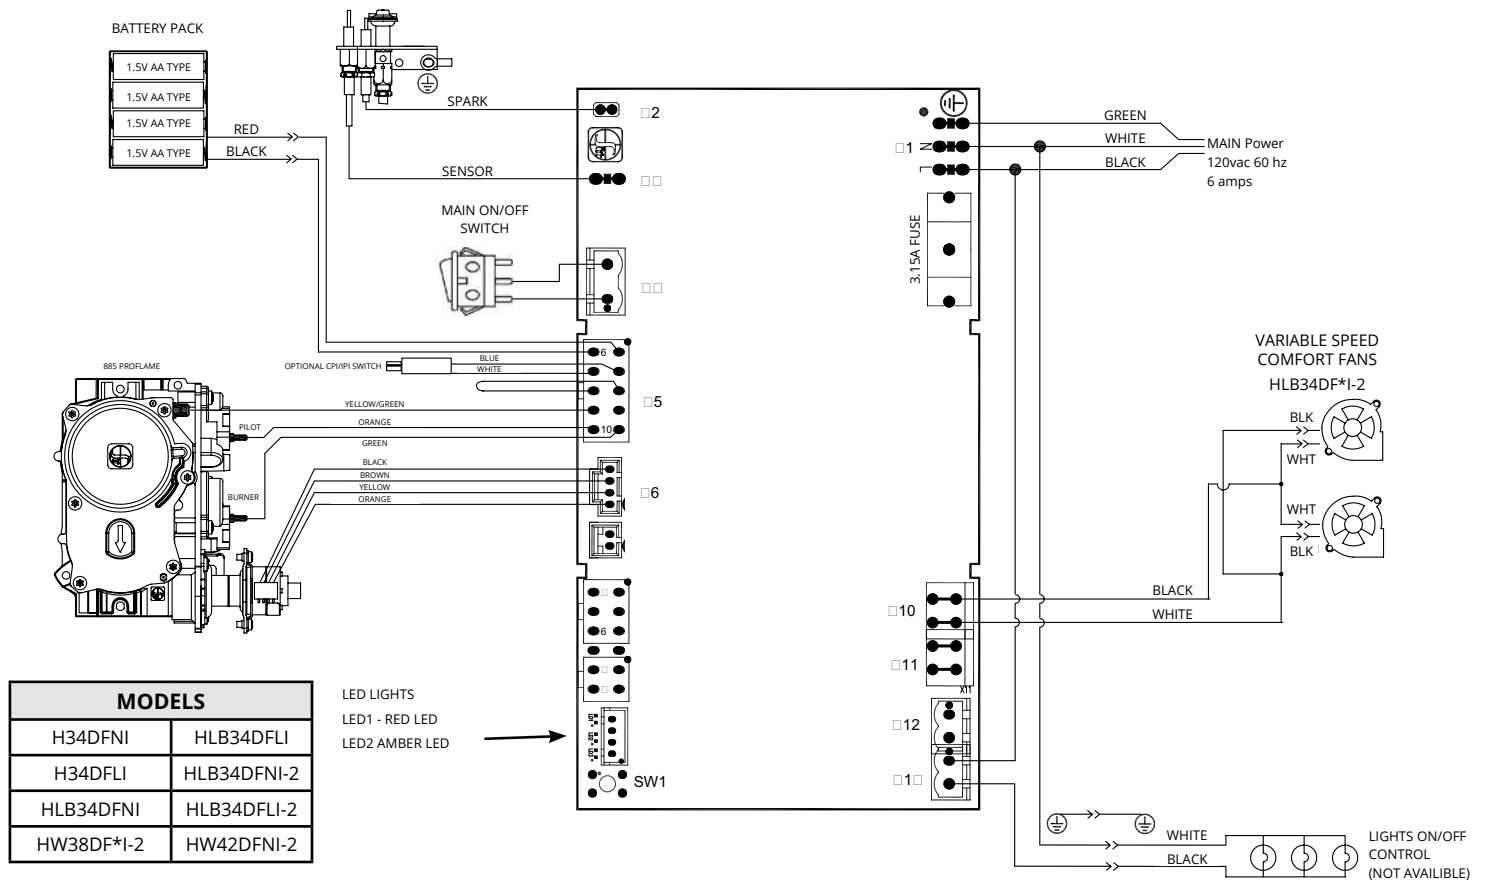 BATTERY PACK
1.5V AA TYPE
1.5V AA TYPE
1.5V AA TYPE
1.5V AA TYPE
RED
BLACK
SPARK
SENSOR
MAIN ON/OFF
SWITCH
□2
□□
□□
OPTIONAL CPI/IPI SWITCH
BLUE
WHITE
885 PROFLAME
YELLOW/GREEN
PILOT
ORANGE
GREEN
BLACK
BROWN
YELLOW
ORANGE
BURNER
6
10
□5
□6
6
LED LIGHTS
LED1 - RED LED
LED2 AMBER LED
SW1
□1
N
L
3.15A FUSE
GREEN
WHITE
BLACK
MAIN Power
120vac 60 hz
6 amps
VARIABLE SPEED
COMFORT FANS
HLB34DF*I-2
BLK
WHT
WHT
BLK
BLACK
WHITE
□10
□11
X11
□12
□1□
WHITE
BLACK
LIGHTS ON/OFF
CONTROL
(NOT AVAILIBLE)
MODELS
H34DFNI HLB34DFLI
H34DFLI HLB34DFNI-2
HLB34DFNI HLB34DFLI-2
HW38DF*I-2 HW42DFNI-2